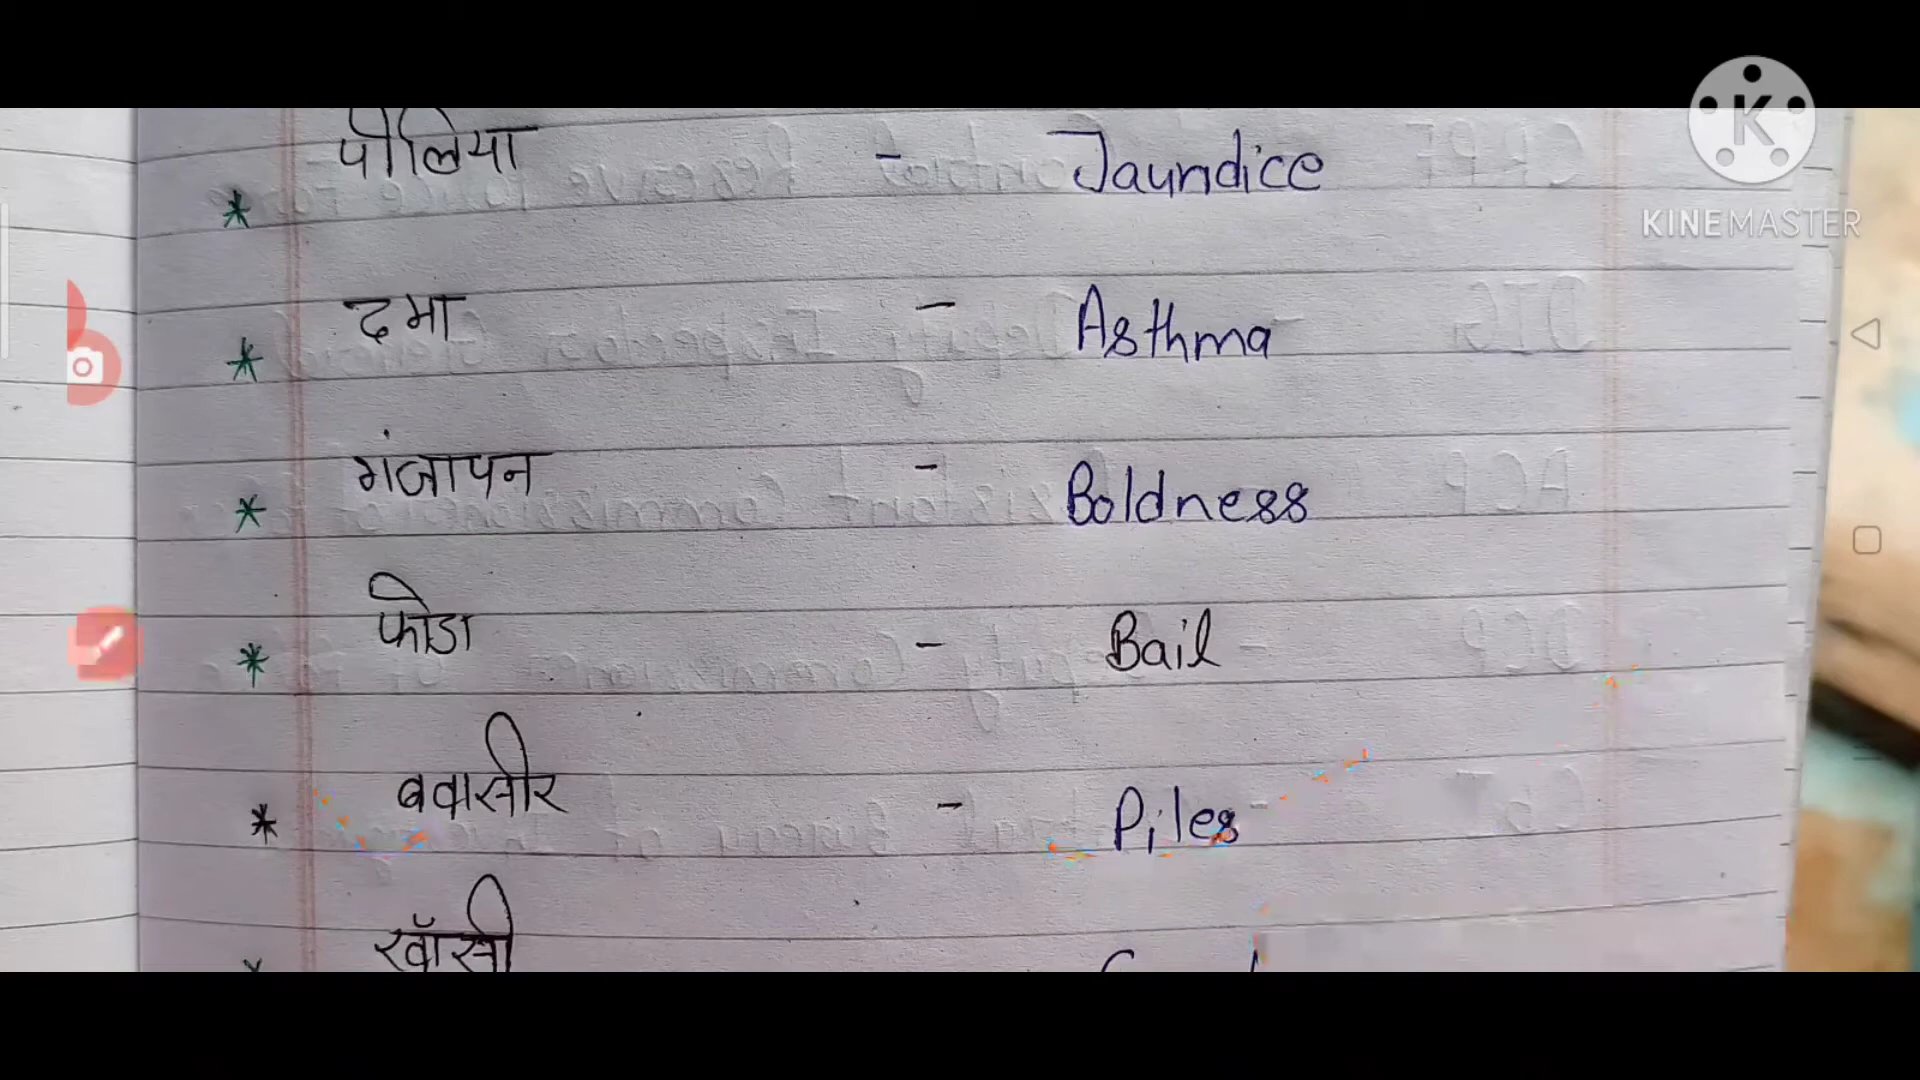 पीलिया - Jaundice
* दमा - Asthma
* गंजापन - Boldness
* फोडा - Bail
* बवासीर - Piles
* खाँसी
KINEMASTER